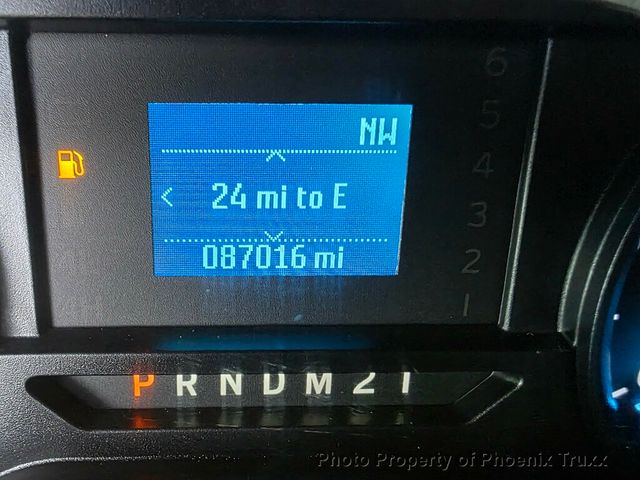 NW
< 24 mi to E
087016 mi
6
5
4
3
2
1
P R N D M 2 1
Photo Property of Phoenix Truxx